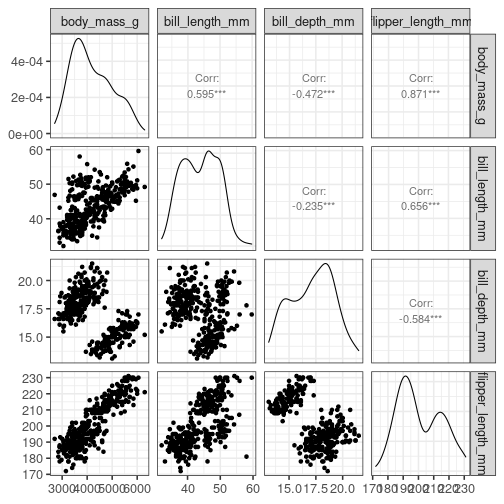 body_mass_g
bill_length_mm
bill_depth_mm
flipper_length_mm
4e-04
2e-04
0e+00
Corr:
0.595***
Corr:
-0.472***
Corr:
0.871***
body_mass_g
60
50
40
Corr:
-0.235***
Corr:
0.656***
bill_length_mm
20.0
17.5
15.0
Corr:
-0.584***
bill_depth_mm
230
220
210
200
190
180
170
flipper_length_mm
3000 4000 5000 6000
40 50 60
15.0 17.5 20.0
170 180 190 200 210 220 230